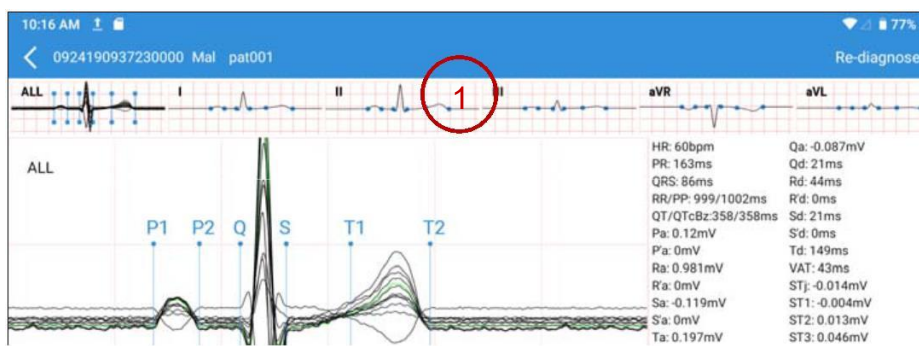 10:16 AM 77%
0924190937230000 Mal pat001 Re-diagnose
ALL I II 1 III aVR aVL
ALL
P1 P2 Q S T1 T2
HR: 60bpm Qa: -0.087mV
PR: 163ms Qd: 21ms
QRS: 86ms Rd: 44ms
RR/PP: 999/1002ms R'd: 0ms
QT/QTcBz:358/358ms Sd: 21ms
Pa: 0.12mV S'd: 0ms
P'a: 0mV Td: 149ms
Ra: 0.981mV VAT: 43ms
R'a: 0mV STj: -0.014mV
Sa: -0.119mV ST1: -0.004mV
S'a: 0mV ST2: 0.013mV
Ta: 0.197mV ST3: 0.046mV